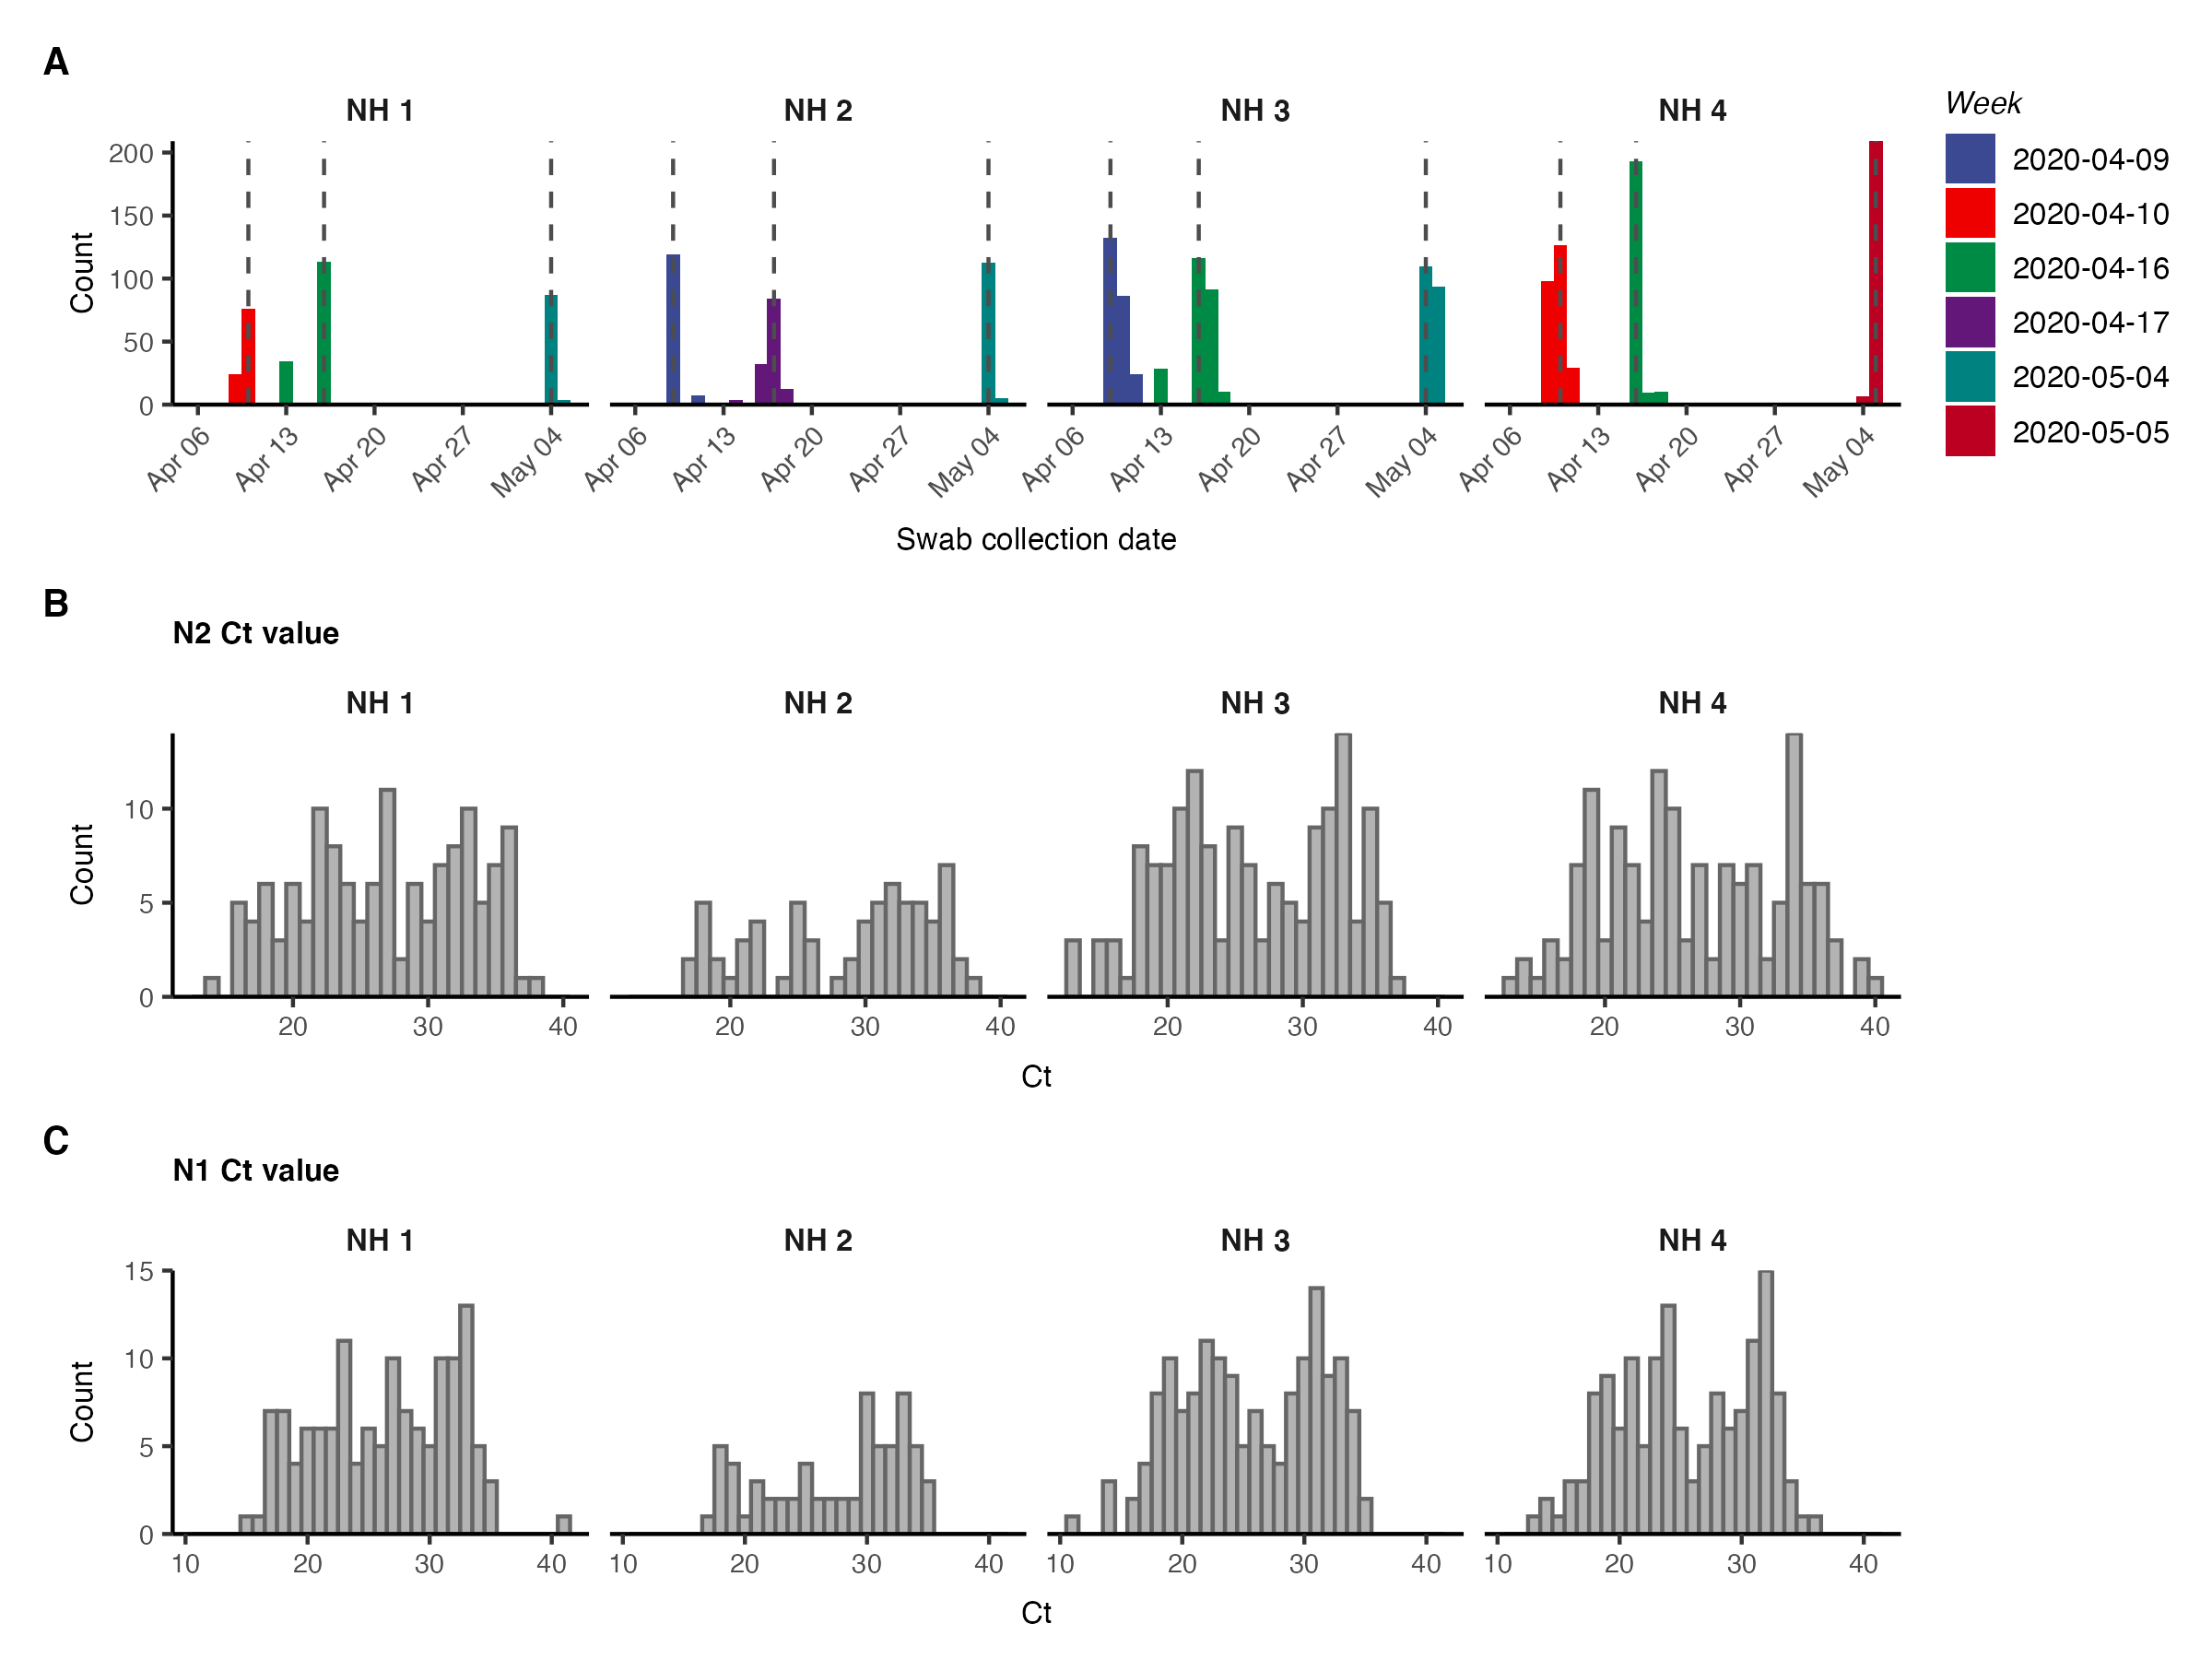 A
NH 1 NH 2 NH 3 NH 4
Week
2020-04-09
2020-04-10
2020-04-16
2020-04-17
2020-05-04
2020-05-05
Count
200
150
100
50
0
Apr 06 Apr 13 Apr 20 Apr 27 May 04 Apr 06 Apr 13 Apr 20 Apr 27 May 04 Apr 06 Apr 13 Apr 20 Apr 27 May 04 Apr 06 Apr 13 Apr 20 Apr 27 May 04
Swab collection date
B
N2 Ct value
NH 1 NH 2 NH 3 NH 4
Count
10
5
0
20 30 40 20 30 40 20 30 40 20 30 40
Ct
C
N1 Ct value
NH 1 NH 2 NH 3 NH 4
Count
15
10
5
0
10 20 30 40 10 20 30 40 10 20 30 40 10 20 30 40
Ct